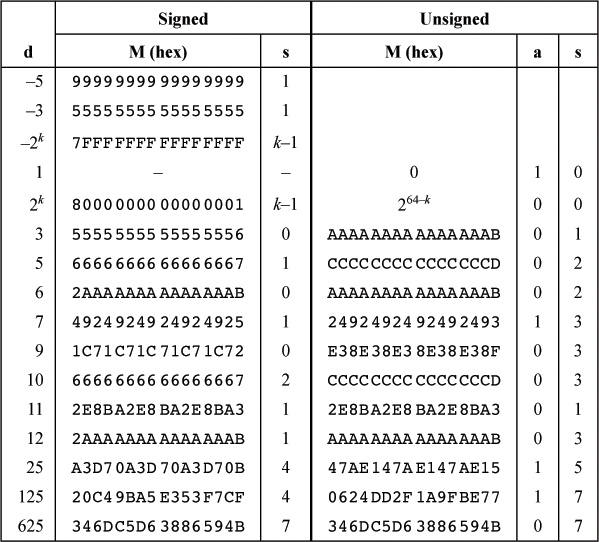 Signed Unsigned
d M (hex) s M (hex) a s
–5 99999999 99999999 1
–3 55555555 55555555 1
–2ᵏ 7FFFFFFF FFFFFFFF k–1
1 – – 0 1 0
2ᵏ 80000000 00000001 k–1 2⁶⁴⁻ᵏ 0 0
3 55555555 55555556 0 AAAAAAAA AAAAAAAB 0 1
5 66666666 66666667 1 CCCCCCCC CCCCCCCD 0 2
6 2AAAAAAA AAAAAAAB 0 AAAAAAAA AAAAAAAB 0 2
7 49249249 24924925 1 24924924 92492493 1 3
9 1C71C71C 71C71C72 0 E38E38E3 8E38E38F 0 3
10 66666666 66666667 2 CCCCCCCC CCCCCCCD 0 3
11 2E8BA2E8 BA2E8BA3 1 2E8BA2E8 BA2E8BA3 0 1
12 2AAAAAAA AAAAAAAB 1 AAAAAAAA AAAAAAAB 0 3
25 A3D70A3D 70A3D70B 4 47AE147A E147AE15 1 5
125 20C49BA5 E353F7CF 4 0624DD2F 1A9FBE77 1 7
625 346DC5D6 3886594B 7 346DC5D6 3886594B 0 7